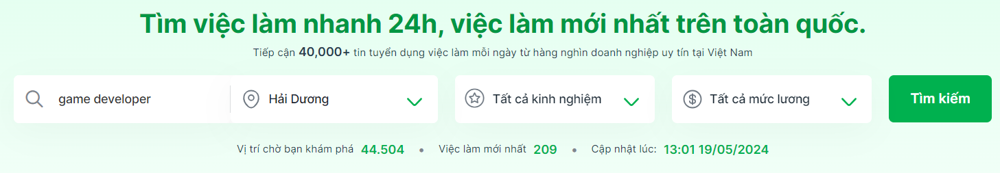 Tìm việc làm nhanh 24h, việc làm mới nhất trên toàn quốc.
Tiếp cận 40,000+ tin tuyển dụng việc làm mỗi ngày từ hàng nghìn doanh nghiệp uy tín tại Việt Nam
game developer Hải Dương Tất cả kinh nghiệm Tất cả mức lương Tìm kiếm
Vị trí chờ bạn khám phá 44.504 • Việc làm mới nhất 209 • Cập nhật lúc: 13:01 19/05/2024